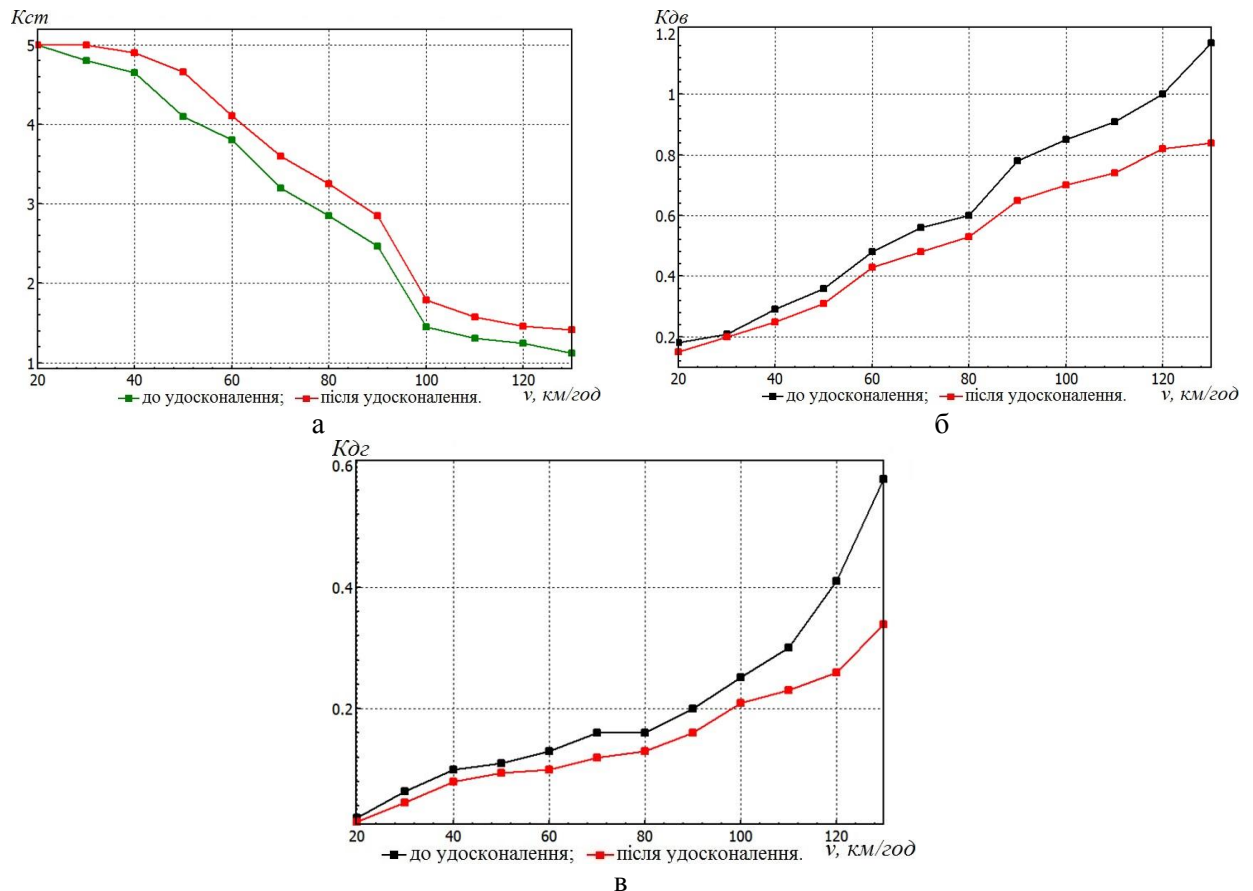 Кст
5
4
3
2
1
20 40 60 80 100 120
до удосконалення; після удосконалення. v, км/год
а
Кдв
1.2
1
0.8
0.6
0.4
0.2
20 40 60 80 100 120
до удосконалення; після удосконалення. v, км/год
б
Кдг
0.6
0.4
0.2
20 40 60 80 100 120
до удосконалення; після удосконалення. v, км/год
в